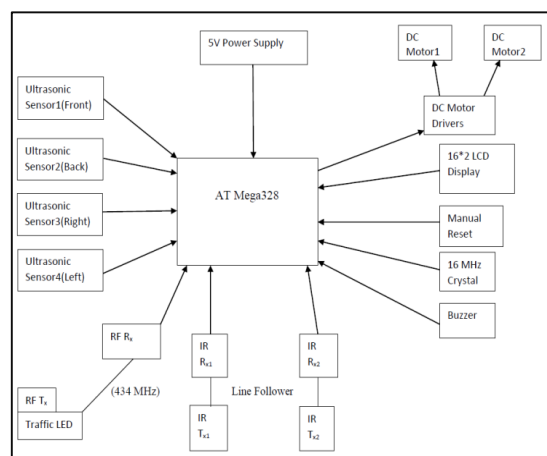 5V Power Supply
DC
Motor1
DC
Motor2
Ultrasonic
Sensor1(Front)
DC Motor
Drivers
Ultrasonic
Sensor2(Back)
16*2 LCD
Display
AT Mega328
Ultrasonic
Sensor3(Right)
Manual
Reset
Ultrasonic
Sensor4(Left)
16 MHz
Crystal
Buzzer
RF Rₓ
IR
Rₓ₁
IR
Rₓ₂
(434 MHz)
Line Follower
RF Tₓ
Traffic LED
IR
Tₓ₁
IR
Tₓ₂